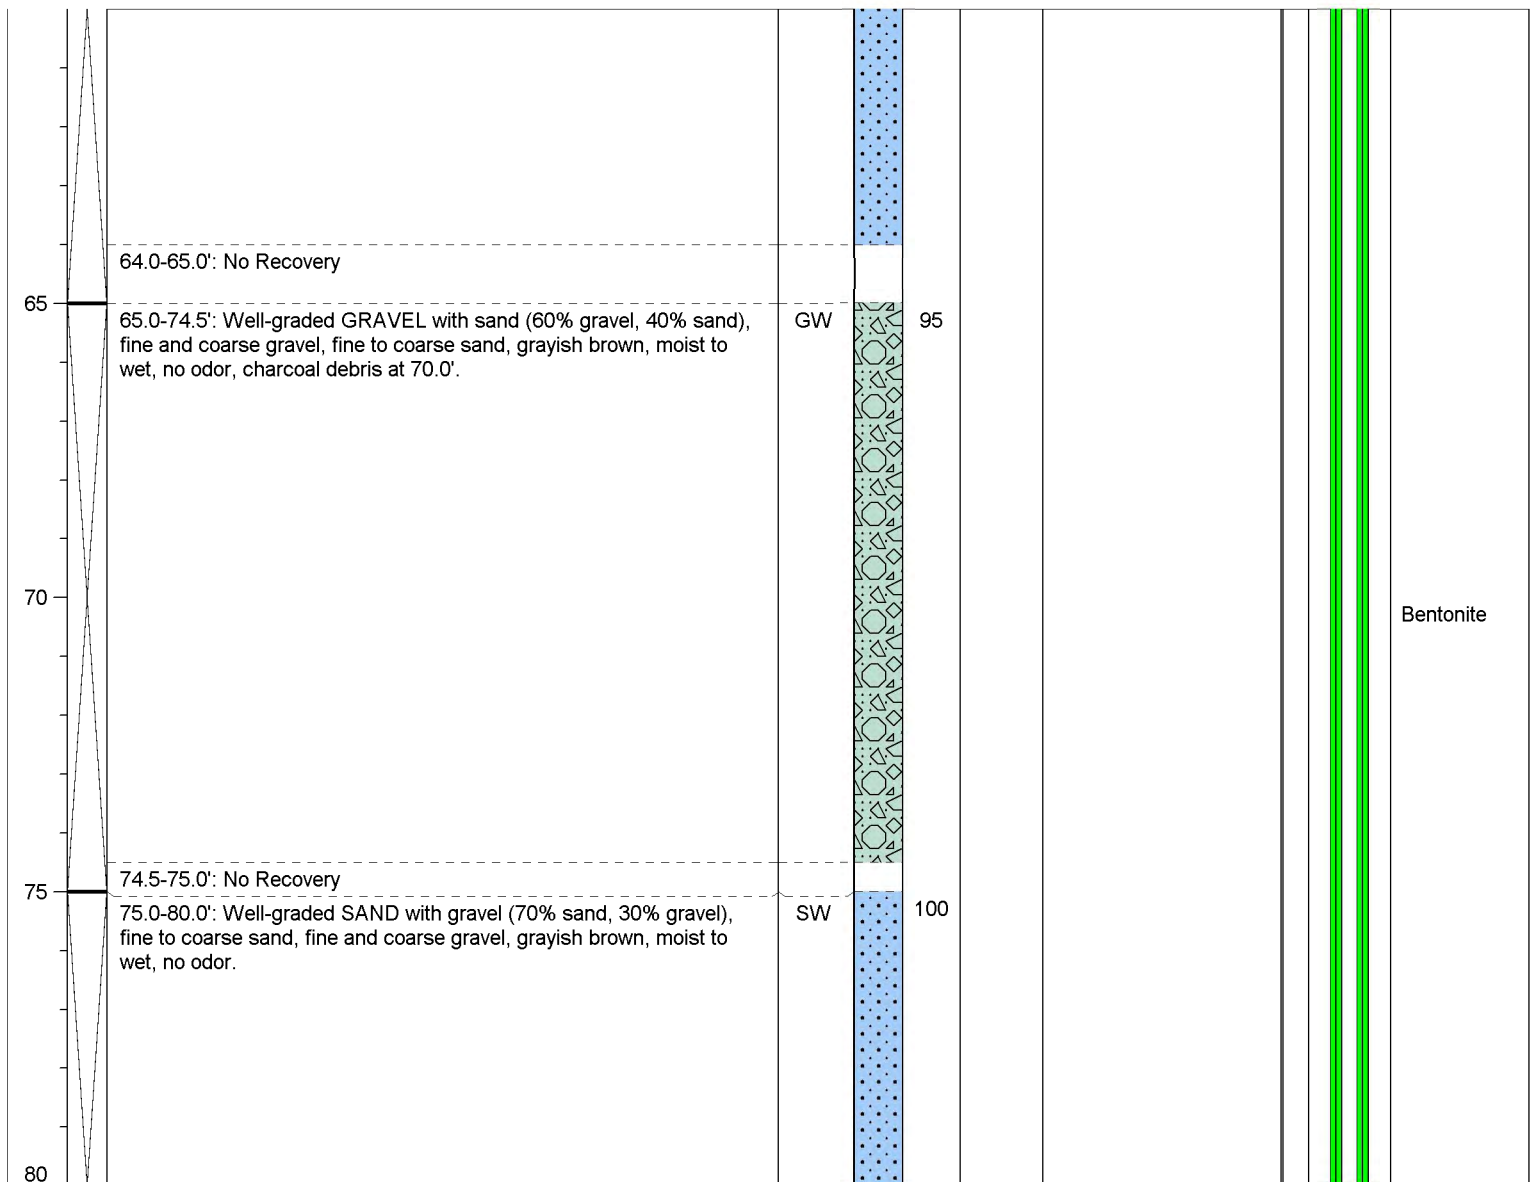 64.0-65.0': No Recovery
65
65.0-74.5': Well-graded GRAVEL with sand (60% gravel, 40% sand),
fine and coarse gravel, fine to coarse sand, grayish brown, moist to
wet, no odor, charcoal debris at 70.0'.
GW
95
70
Bentonite
74.5-75.0': No Recovery
75
75.0-80.0': Well-graded SAND with gravel (70% sand, 30% gravel),
fine to coarse sand, fine and coarse gravel, grayish brown, moist to
wet, no odor.
SW
100
80